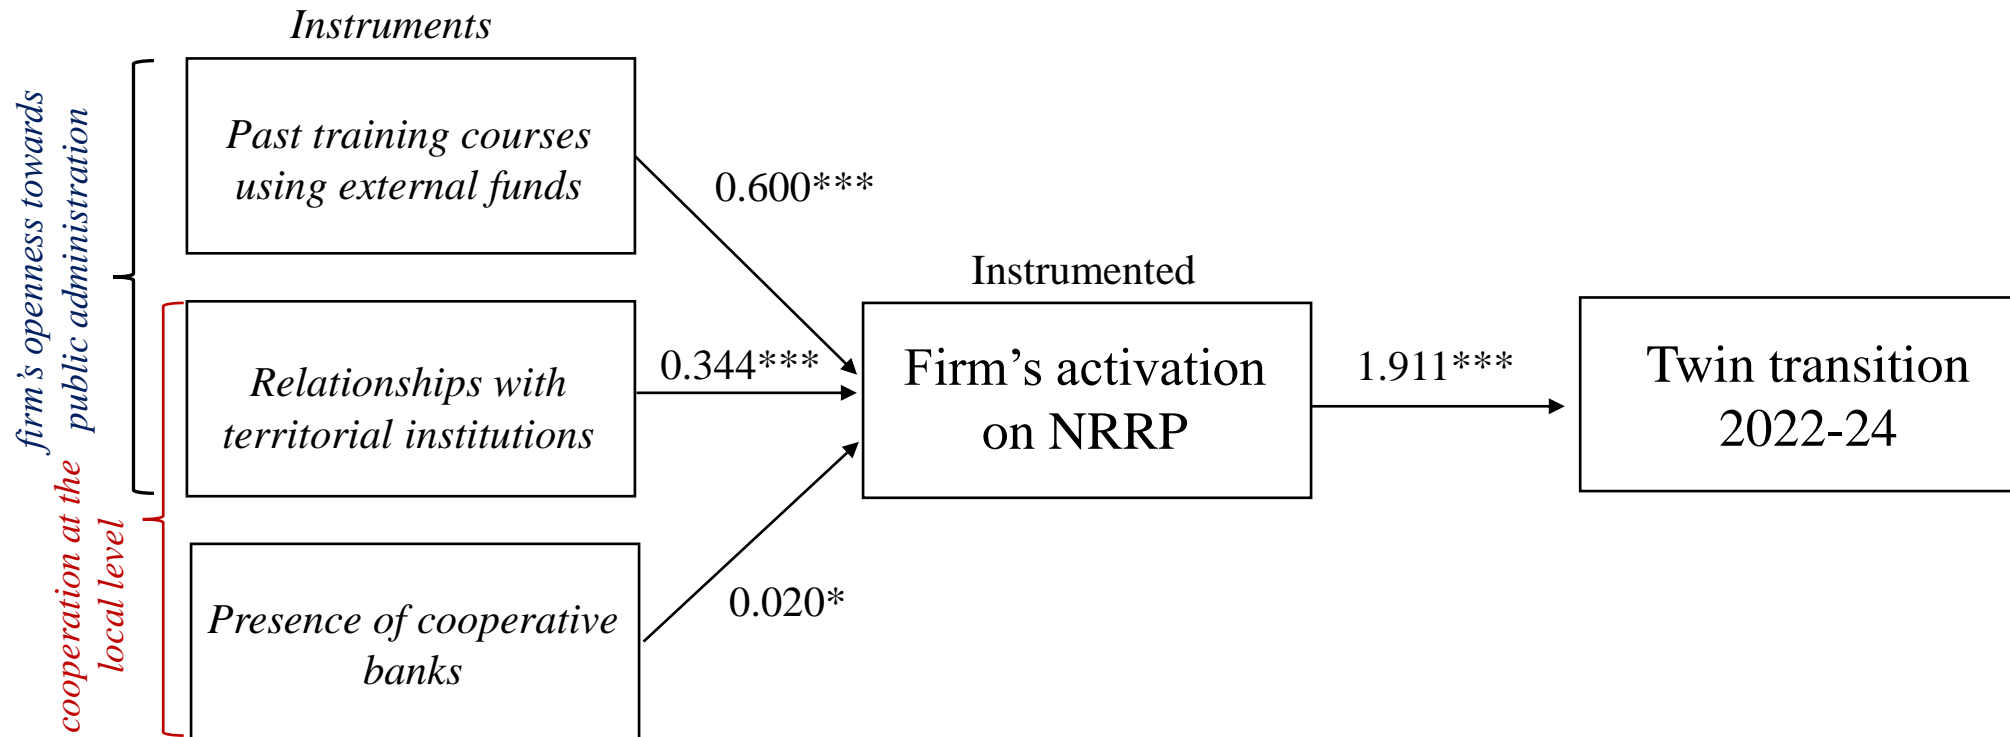 Instruments
firm's openness towards
public administration
Past training courses
using external funds
0.600***
Instrumented
Relationships with
territorial institutions
0.344***
Firm’s activation
on NRRP
1.911***
Twin transition
2022-24
cooperation at the
local level
Presence of cooperative
banks
0.020*